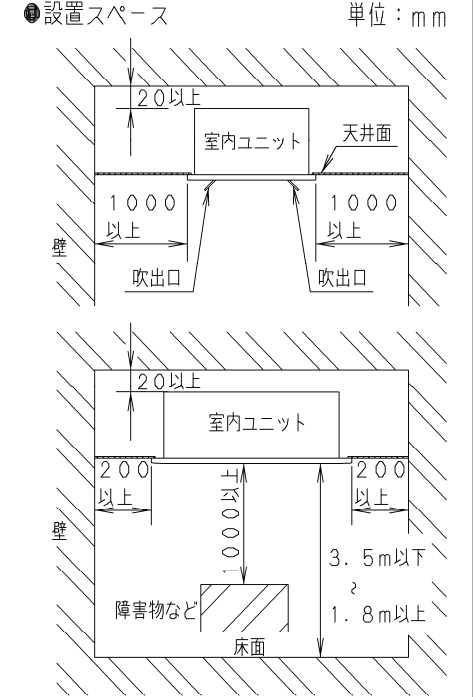 ●設置スペース
単位：mm
20以上
室内ユニット
天井面
1000
以上
1000
以上
壁
吹出口
吹出口
20以上
室内ユニット
200
以上
1000以上
200
以上
壁
3.5m以下
～
1.8m以上
障害物など
床面